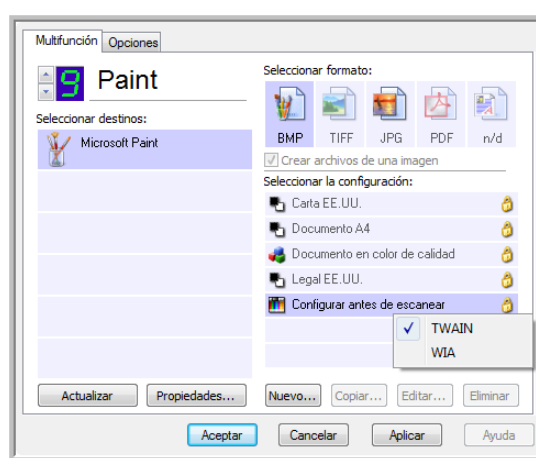 Multifunción Opciones
9 Paint
Seleccionar destinos:
Microsoft Paint
Seleccionar formato:
BMP TIFF JPG PDF n/d
Crear archivos de una imagen
Seleccionar la configuración:
Carta EE.UU.
Documento A4
Documento en color de calidad
Legal EE.UU.
Configurar antes de escanear
TWAIN
WIA
Actualizar Propiedades... Nuevo... Copiar... Editar... Eliminar
Aceptar Cancelar Aplicar Ayuda